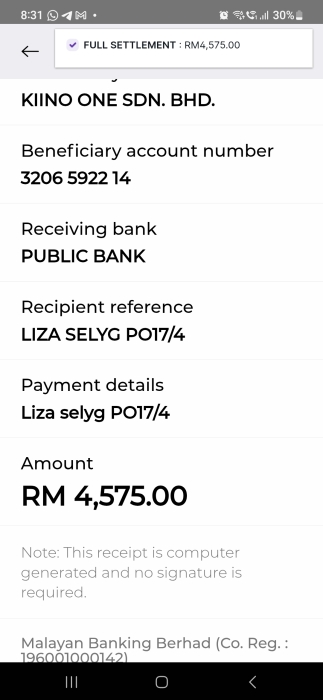 8:31
30%
FULL SETTLEMENT : RM4,575.00
KIINO ONE SDN. BHD.
Beneficiary account number
3206 5922 14
Receiving bank
PUBLIC BANK
Recipient reference
LIZA SELYG PO17/4
Payment details
Liza selyg PO17/4
Amount
RM 4,575.00
Note: This receipt is computer
generated and no signature is
required.
Malayan Banking Berhad (Co. Reg. :
196001000142)